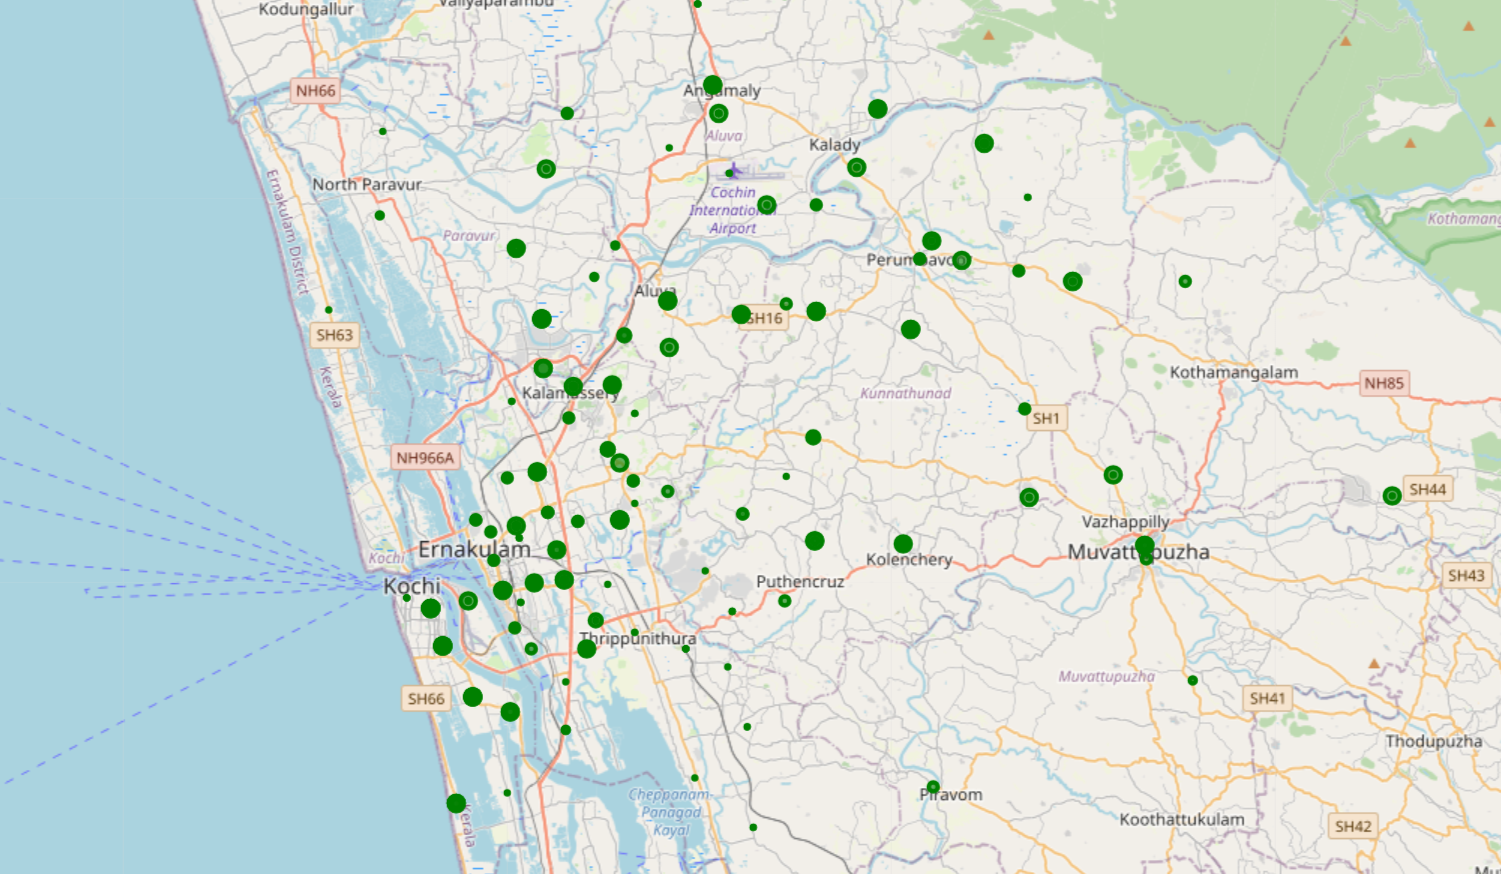 Kodungallur
Valiyaparambu
NH66
Angamaly
Aluva
Kalady
North Paravur
Cochin
International
Airport
Ernakulam District
Paravur
Kothamang
Perumbavoor
Aluva
SH16
SH63
Kerala
Kothamangalam
NH85
Kalamassery
Kunnathunad
SH1
NH966A
SH44
Vazhappilly
Ernakulam
Muvattupuzha
Kochi
Kolenchery
Kochi
Puthencruz
SH43
Thrippunithura
Muvattupuzha
SH66
SH41
Thodupuzha
Cheppanam-
Panagad
Kayal
Piravom
Koothattukulam
SH42
Kerala